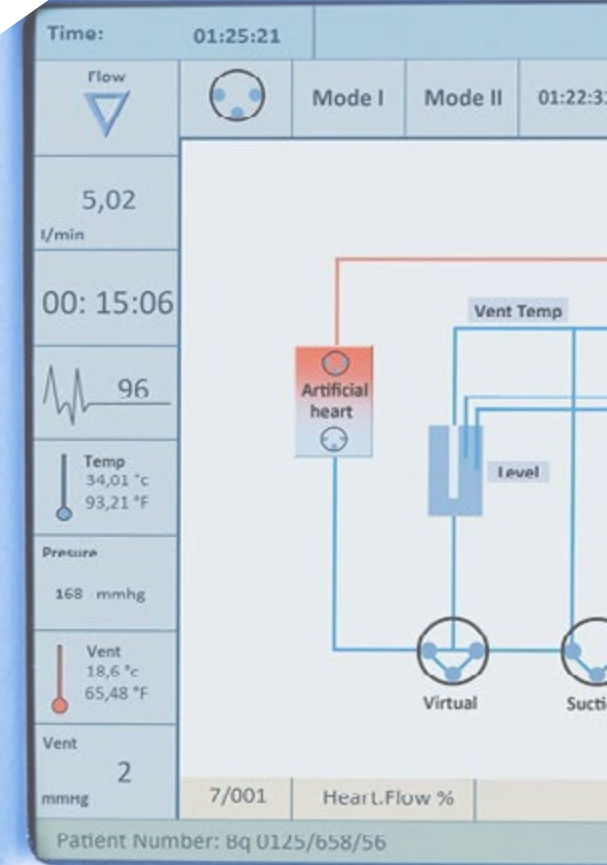 Time: 01:25:21
Flow
Mode I
Mode II
5,02
l/min
00: 15:06
Vent Temp
96
Artificial
heart
Temp
34,01 °c
93,21 °F
Level
Presure
168 mmhg
Vent
18,6 °c
65,48 °F
Virtual
Vent
2
mmHg
7/001
Heart.Flow %
Patient Number: Bq 0125/658/56